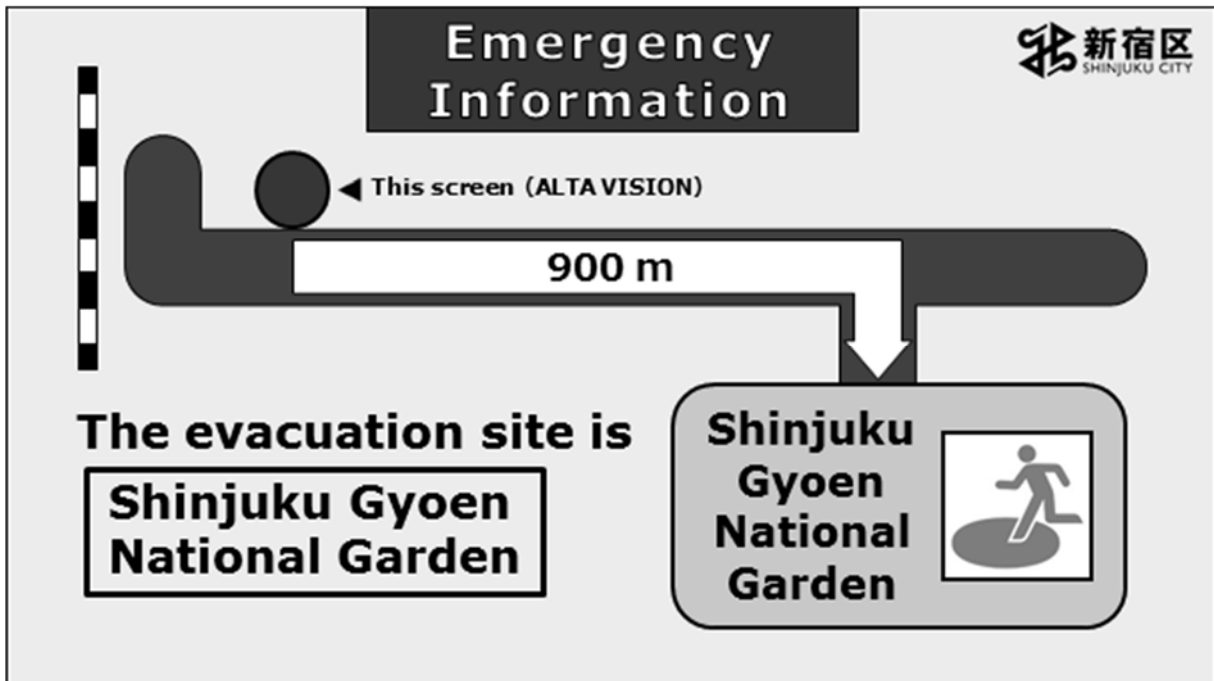 Emergency
Information
新宿区
SHINJUKU CITY
This screen (ALTA VISION)
900 m
The evacuation site is
Shinjuku Gyoen
National Garden
Shinjuku
Gyoen
National
Garden